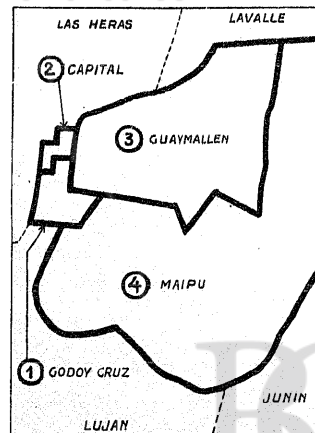 LAS HERAS
LAVALLE
2 CAPITAL
3 GUAYMALLEN
4 MAIPU
1 GODOY CRUZ
JUNIN
LUJAN